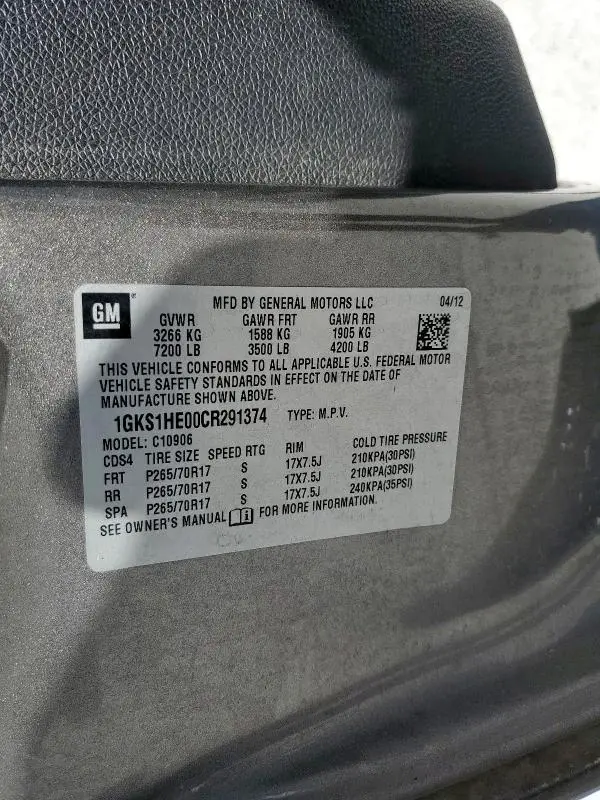 GM ® MFD BY GENERAL MOTORS LLC 04/12
GVWR GAWR FRT GAWR RR
3266 KG 1588 KG 1905 KG
7200 LB 3500 LB 4200 LB
THIS VEHICLE CONFORMS TO ALL APPLICABLE U.S. FEDERAL MOTOR
VEHICLE SAFETY STANDARDS IN EFFECT ON THE DATE OF
MANUFACTURE SHOWN ABOVE.
1GKS1HE00CR291374 TYPE: M.P.V.
MODEL: C10906
CDS4 TIRE SIZE SPEED RTG RIM COLD TIRE PRESSURE
FRT P265/70R17 S 17X7.5J 210KPA(30PSI)
RR P265/70R17 S 17X7.5J 210KPA(30PSI)
SPA P265/70R17 S 17X7.5J 240KPA(35PSI)
SEE OWNER'S MANUAL FOR MORE INFORMATION.